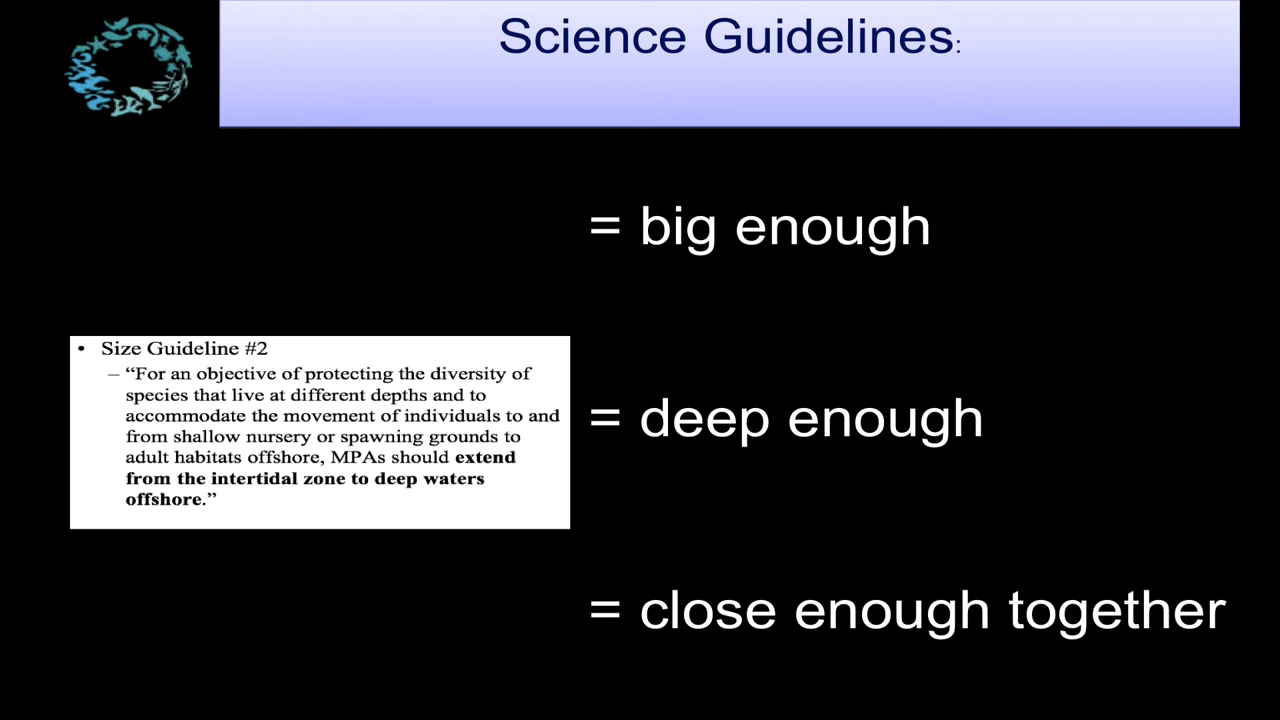 Science Guidelines:
= big enough
• Size Guideline #2
– “For an objective of protecting the diversity of
species that live at different depths and to
accommodate the movement of individuals to and
from shallow nursery or spawning grounds to
adult habitats offshore, MPAs should extend
from the intertidal zone to deep waters
offshore.”
= deep enough
= close enough together